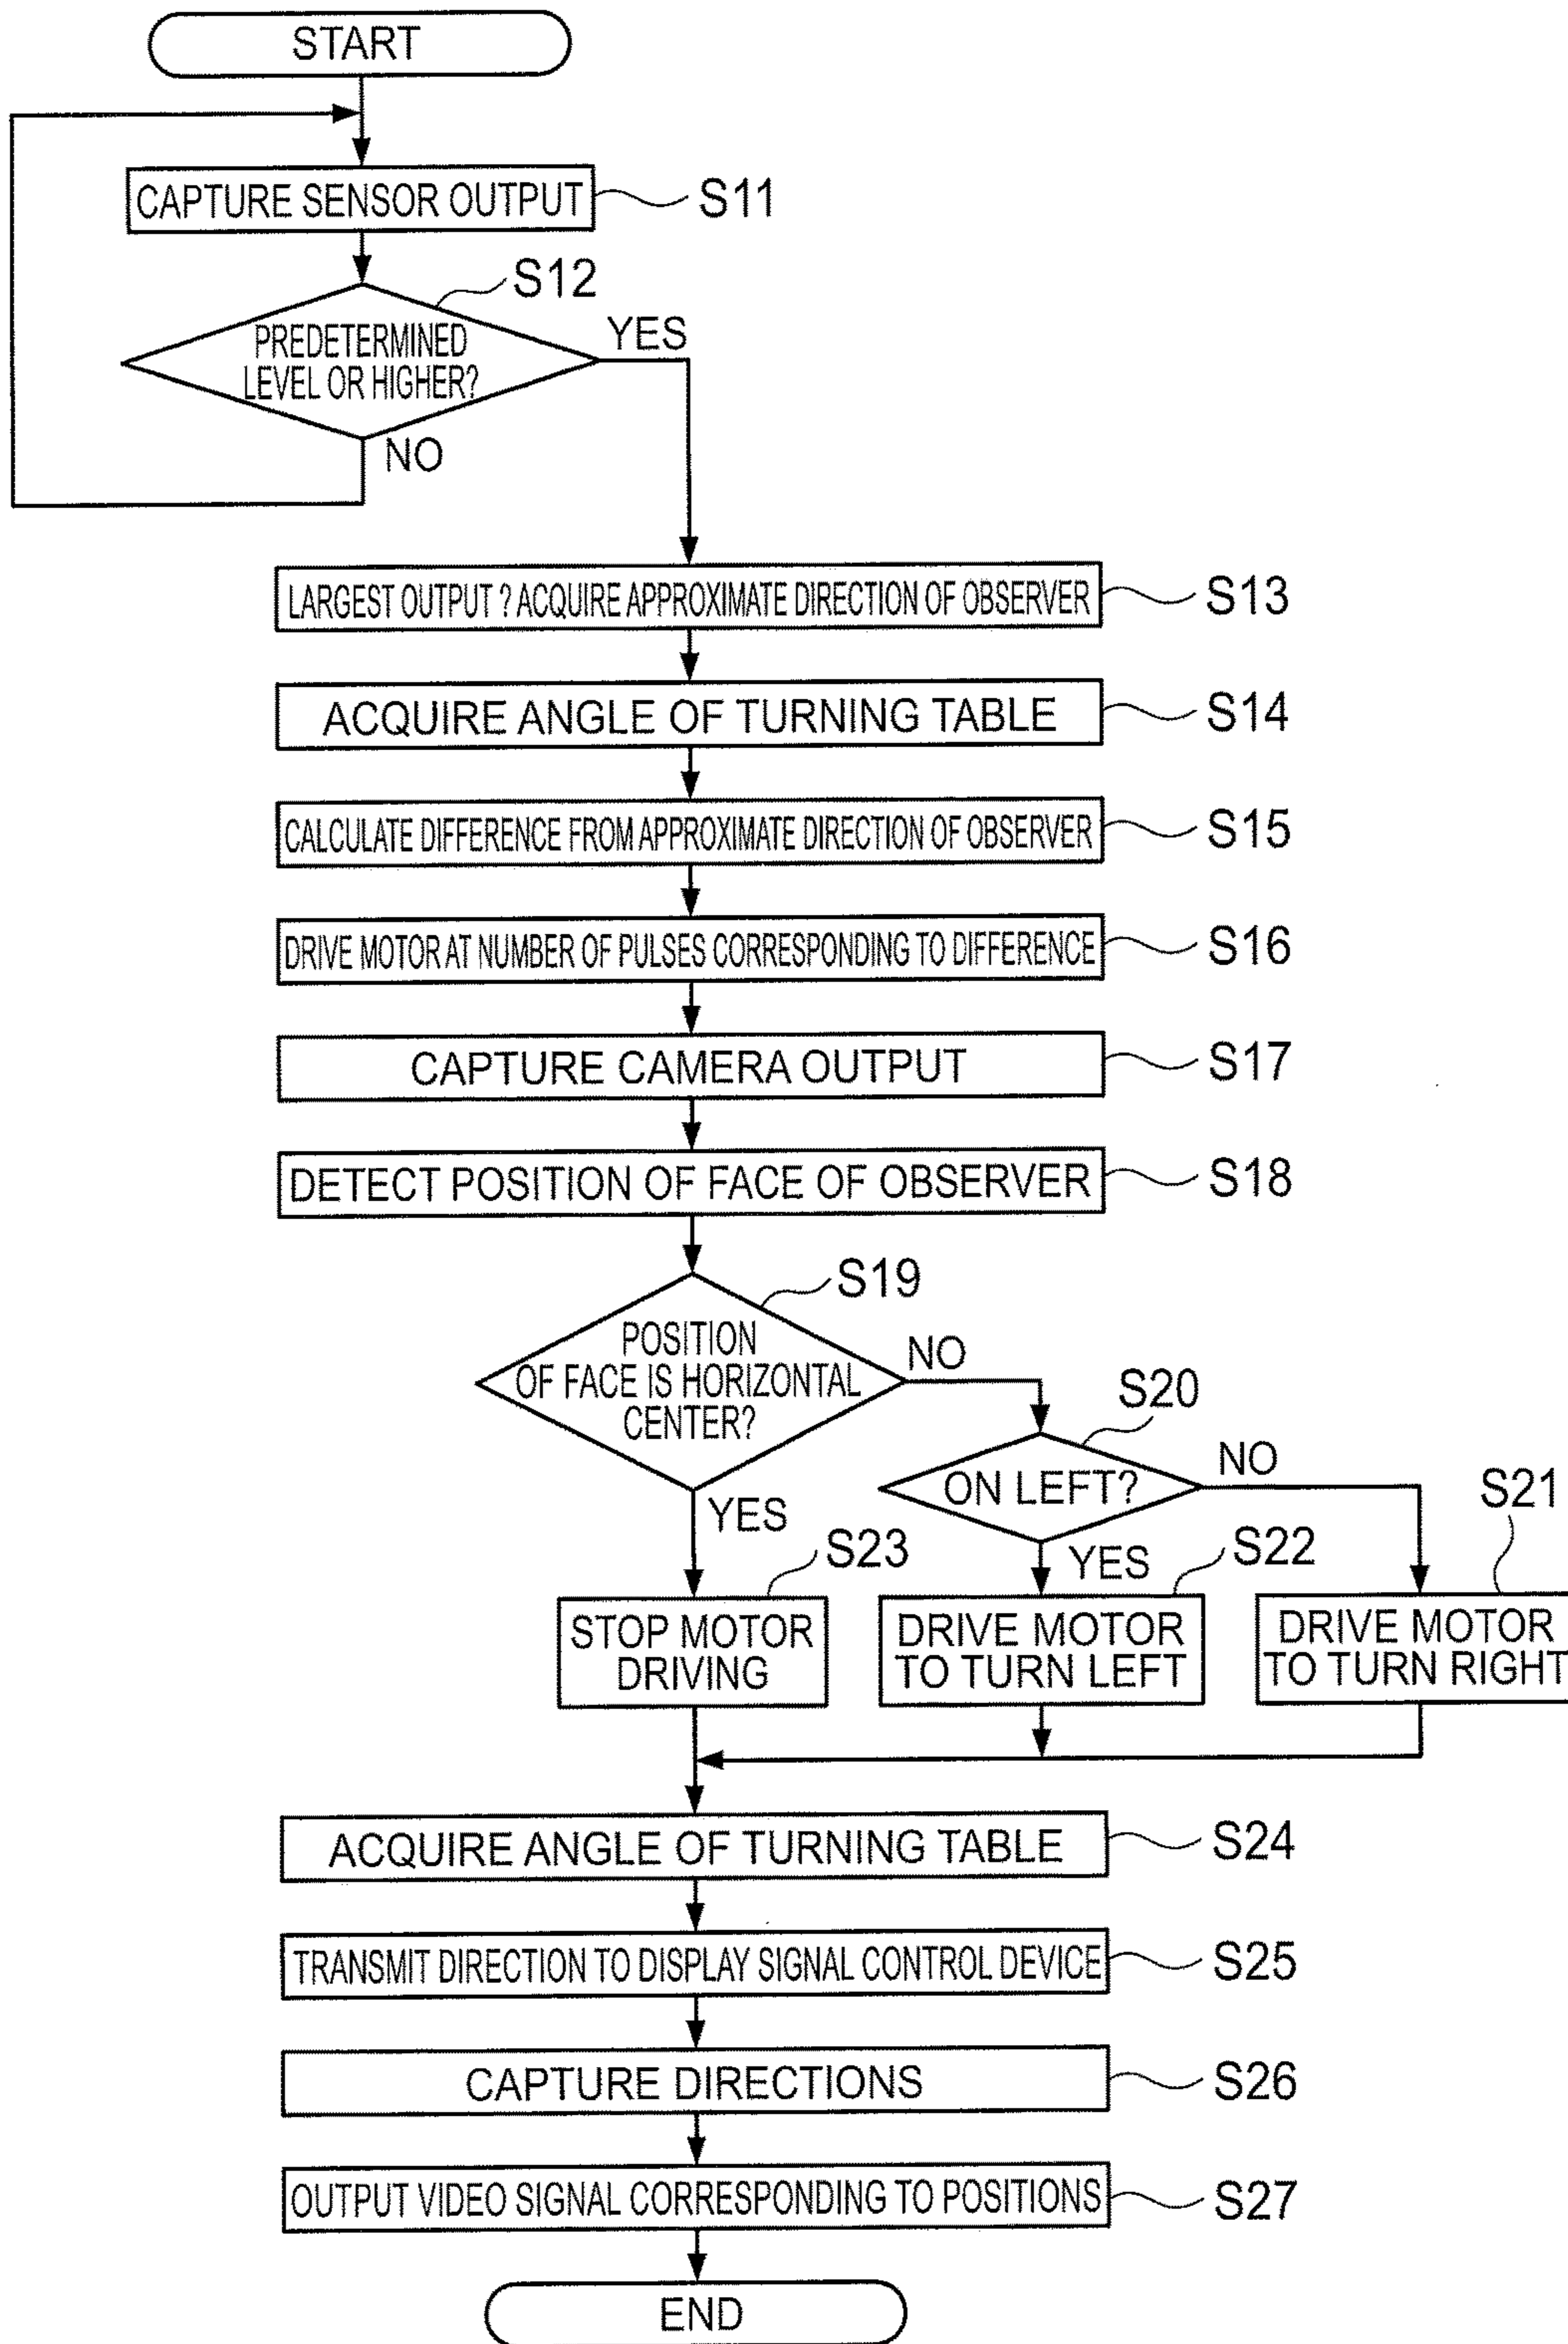 START
CAPTURE SENSOR OUTPUT
S11
S12
PREDETERMINED
LEVEL OR HIGHER?
YES
NO
LARGEST OUTPUT ? ACQUIRE APPROXIMATE DIRECTION OF OBSERVER
S13
ACQUIRE ANGLE OF TURNING TABLE
S14
CALCULATE DIFFERENCE FROM APPROXIMATE DIRECTION OF OBSERVER
S15
DRIVE MOTOR AT NUMBER OF PULSES CORRESPONDING TO DIFFERENCE
S16
CAPTURE CAMERA OUTPUT
S17
DETECT POSITION OF FACE OF OBSERVER
S18
S19
POSITION
OF FACE IS HORIZONTAL
CENTER?
NO
YES
S20
ON LEFT?
NO
YES
S21
S22
S23
STOP MOTOR
DRIVING
DRIVE MOTOR
TO TURN LEFT
DRIVE MOTOR
TO TURN RIGHT
ACQUIRE ANGLE OF TURNING TABLE
S24
TRANSMIT DIRECTION TO DISPLAY SIGNAL CONTROL DEVICE
S25
CAPTURE DIRECTIONS
S26
OUTPUT VIDEO SIGNAL CORRESPONDING TO POSITIONS
S27
END